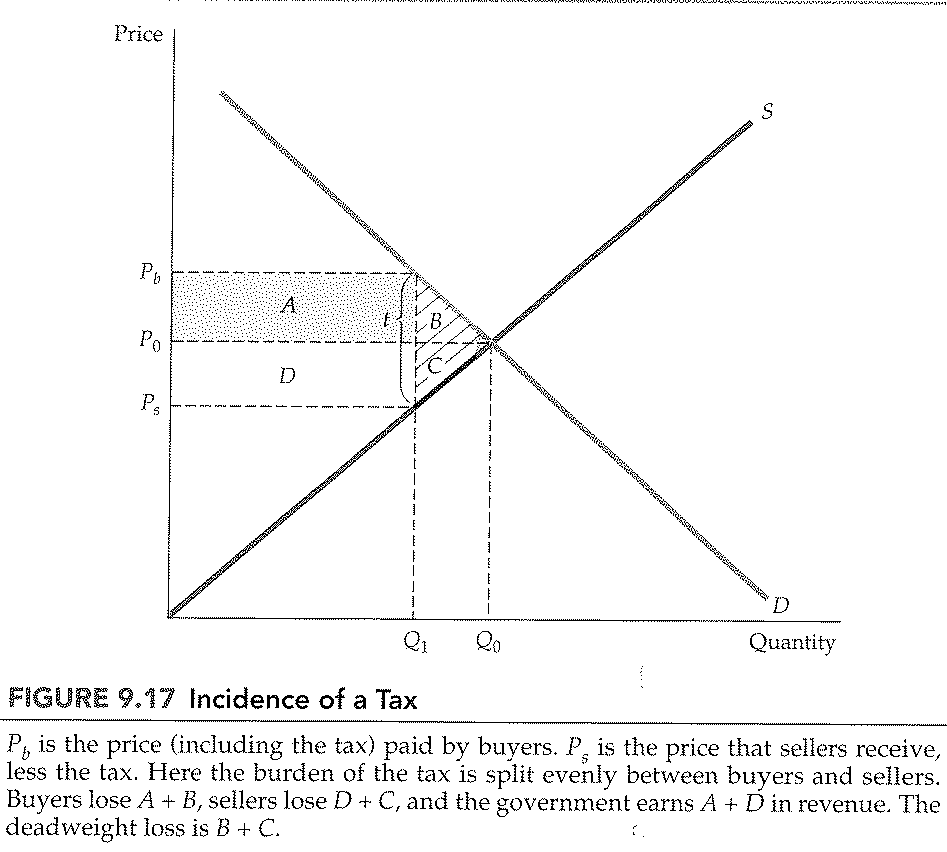 Price
S
P_b
A
t
B
P_0
C
D
P_s
D
Q_1
Q_0
Quantity
FIGURE 9.17 Incidence of a Tax
P_b is the price (including the tax) paid by buyers. P_s is the price that sellers receive,
less the tax. Here the burden of the tax is split evenly between buyers and sellers.
Buyers lose A + B, sellers lose D + C, and the government earns A + D in revenue. The
deadweight loss is B + C.